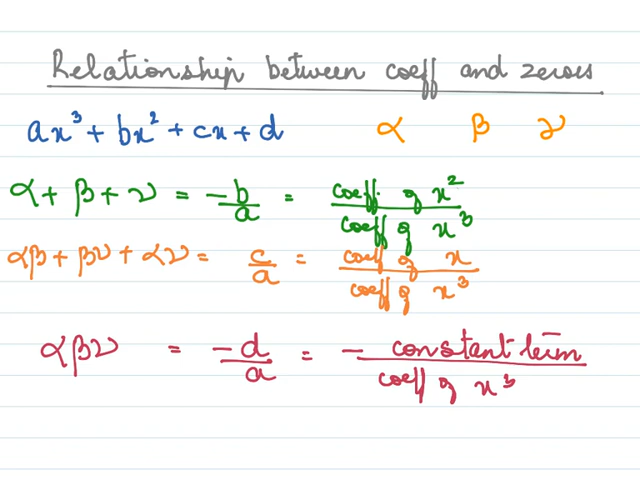 Relationship between coeff and zeroes
ax³ + bx² + cx + d   α   β   γ
α + β + γ = -b/a = coeff. of x² / coeff of x³
αβ + βγ + αγ = c/a = coeff of x / coeff of x³
αβγ = -d/a = - constant term / coeff of x³